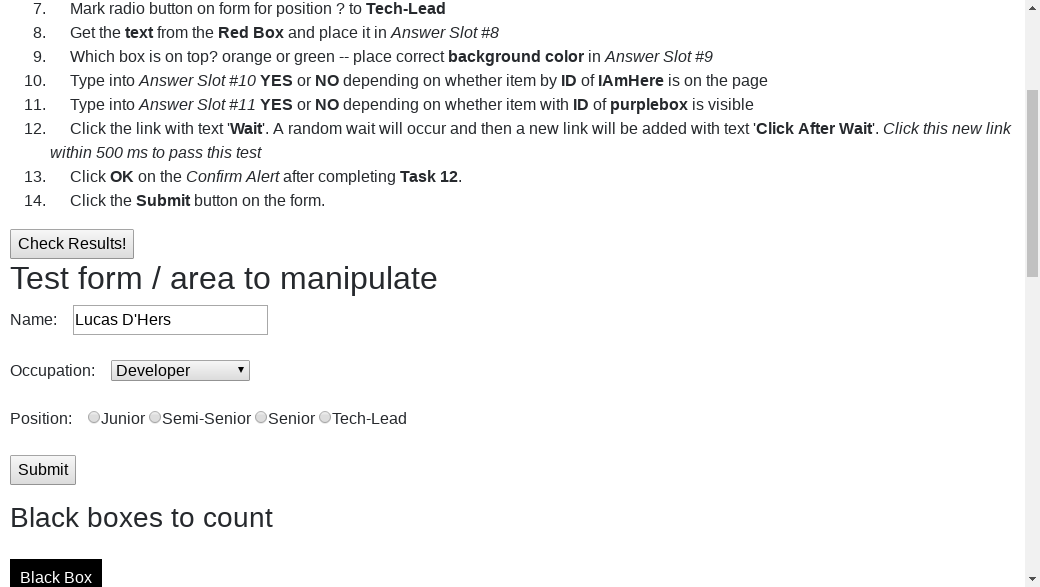 7. Mark radio button on form for position ? to Tech-Lead
8. Get the text from the Red Box and place it in Answer Slot #8
9. Which box is on top? orange or green -- place correct background color in Answer Slot #9
10. Type into Answer Slot #10 YES or NO depending on whether item by ID of IAmHere is on the page
11. Type into Answer Slot #11 YES or NO depending on whether item with ID of purplebox is visible
12. Click the link with text 'Wait'. A random wait will occur and then a new link will be added with text 'Click After Wait'. Click this new link
within 500 ms to pass this test
13. Click OK on the Confirm Alert after completing Task 12.
14. Click the Submit button on the form.
Check Results!
Test form / area to manipulate
Name: Lucas D'Hers
Occupation: Developer
Position: Junior Semi-Senior Senior Tech-Lead
Submit
Black boxes to count
Black Box